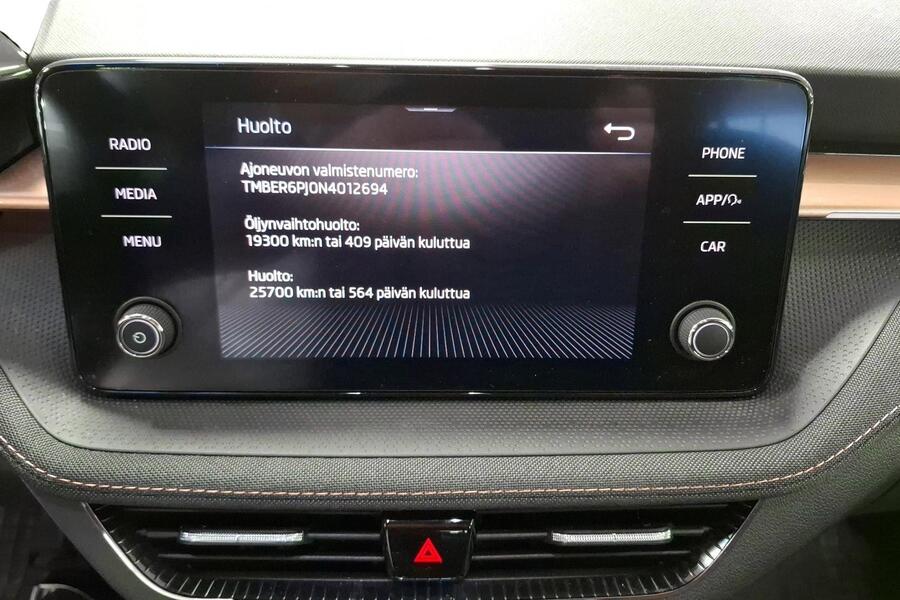 RADIO
MEDIA
MENU
Huolto
Ajoneuvon valmistenumero:
TMBER6PJ0N4012694
Öljynvaihtohuolto:
19300 km:n tai 409 päivän kuluttua
Huolto:
25700 km:n tai 564 päivän kuluttua
PHONE
APP/
CAR